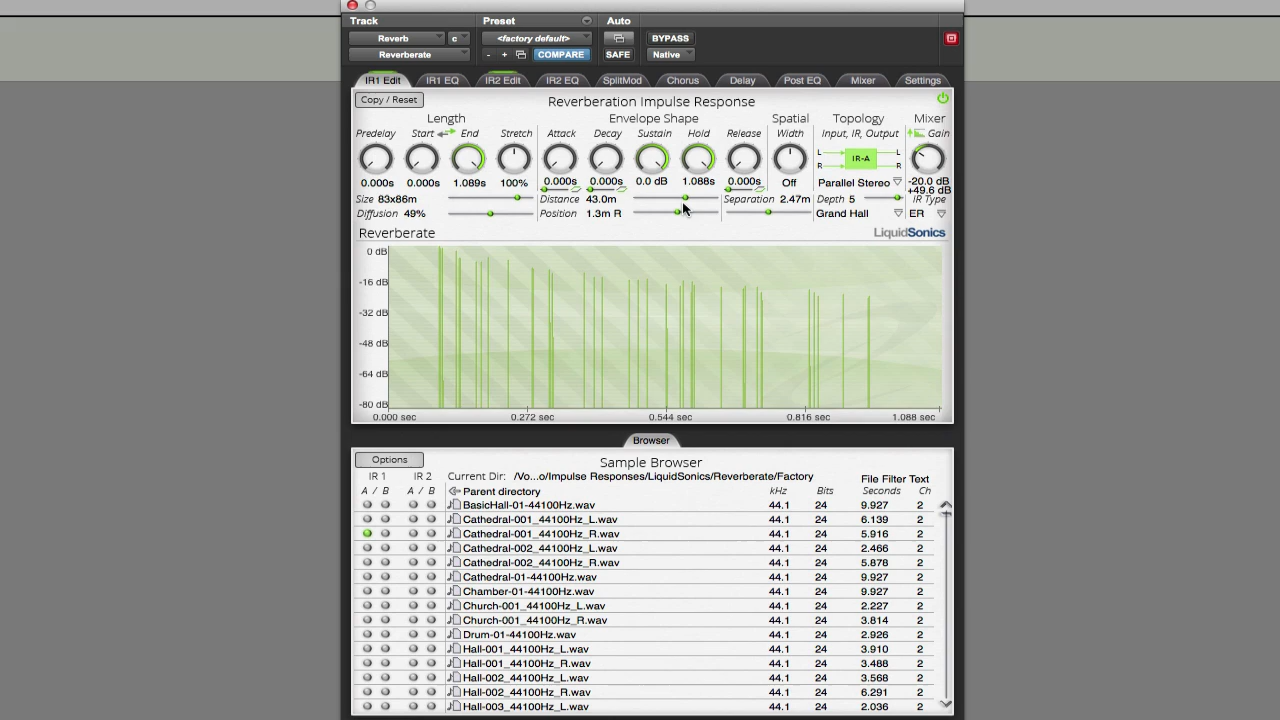 Track Preset Auto
Reverb c <factory default> BYPASS
Reverberate - + COMPARE SAFE Native
IR1 Edit IR1 EQ IR2 Edit IR2 EQ SplitMod Chorus Delay Post EQ Mixer Settings
Copy / Reset Reverberation Impulse Response
Length Envelope Shape Spatial Topology Mixer
Predelay Start End Stretch Attack Decay Sustain Hold Release Width Input, IR, Output Gain
L L
R IR-A R
0.000s 0.000s 1.089s 100% 0.000s 0.000s 0.0 dB 1.088s 0.000s Off Parallel Stereo -20.0 dB
+49.6 dB
Size 83x86m Distance 43.0m Separation 2.47m Depth 5 IR Type
Diffusion 49% Position 1.3m R Grand Hall ER
Reverberate LiquidSonics
0 dB
-16 dB
-32 dB
-48 dB
-64 dB
-80 dB
0.000 sec 0.272 sec 0.544 sec 0.816 sec 1.088 sec
Browser
Options Sample Browser
IR 1 IR 2 Current Dir: /Vo...o/Impulse Responses/LiquidSonics/Reverberate/Factory File Filter Text
A / B A / B Parent directory kHz Bits Seconds Ch
BasicHall-01-44100Hz.wav 44.1 24 9.927 2
Cathedral-001_44100Hz_L.wav 44.1 24 6.139 2
Cathedral-001_44100Hz_R.wav 44.1 24 5.916 2
Cathedral-002_44100Hz_L.wav 44.1 24 2.466 2
Cathedral-002_44100Hz_R.wav 44.1 24 5.878 2
Cathedral-01-44100Hz.wav 44.1 24 9.927 2
Chamber-01-44100Hz.wav 44.1 24 9.927 2
Church-001_44100Hz_L.wav 44.1 24 2.227 2
Church-001_44100Hz_R.wav 44.1 24 3.814 2
Drum-01-44100Hz.wav 44.1 24 2.926 2
Hall-001_44100Hz_L.wav 44.1 24 3.910 2
Hall-001_44100Hz_R.wav 44.1 24 3.488 2
Hall-002_44100Hz_L.wav 44.1 24 3.568 2
Hall-002_44100Hz_R.wav 44.1 24 6.291 2
Hall-003_44100Hz_L.wav 44.1 24 2.036 2